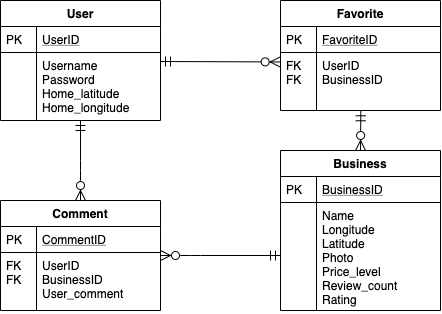 User
PK UserID
Username
Password
Home_latitude
Home_longitude
Favorite
PK FavoriteID
FK UserID
FK BusinessID
Comment
PK CommentID
FK UserID
FK BusinessID
User_comment
Business
PK BusinessID
Name
Longitude
Latitude
Photo
Price_level
Review_count
Rating